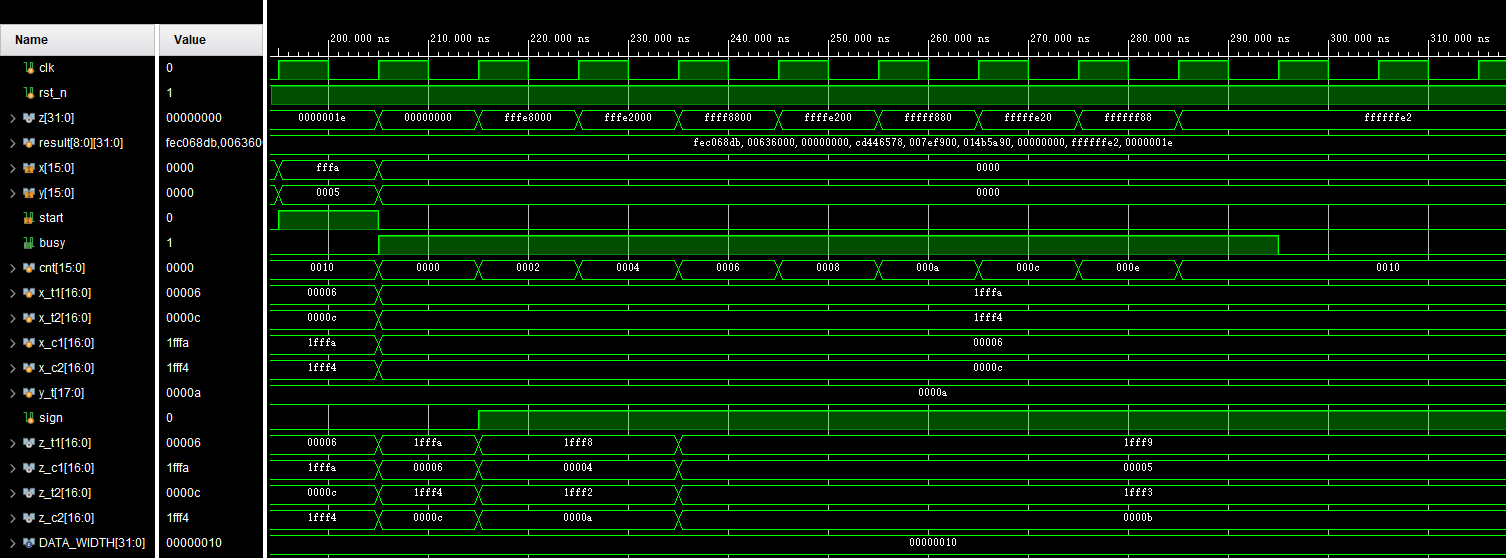 Name Value 200.000 ns 210.000 ns 220.000 ns 230.000 ns 240.000 ns 250.000 ns 260.000 ns 270.000 ns 280.000 ns 290.000 ns 300.000 ns 310.000 ns
clk 0
rst_n 1
z[31:0] 00000000 0000001e 00000000 fffe8000 fffe2000 ffff8800 ffffe200 fffff880 fffffe20 ffffff88 ffffffe2
result[8:0][31:0] fec068db,006360 fec068db,00636000,00000000,cd446578,007ef900,014b5a90,00000000,ffffffe2,0000001e
x[15:0] 0000 fffa 0000
y[15:0] 0000 0005 0000
start 0
busy 1
cnt[15:0] 0000 0010 0000 0002 0004 0006 0008 000a 000c 000e 0010
x_t1[16:0] 00006 00006 1fffa
x_t2[16:0] 0000c 0000c 1fff4
x_c1[16:0] 1fffa 1fffa 00006
x_c2[16:0] 1fff4 1fff4 0000c
y_t[17:0] 0000a 0000a
sign 0
z_t1[16:0] 00006 00006 1fffa 1fff8 1fff9
z_c1[16:0] 1fffa 1fffa 00006 00004 00005
z_t2[16:0] 0000c 0000c 1fff4 1fff2 1fff3
z_c2[16:0] 1fff4 1fff4 0000c 0000a 0000b
DATA_WIDTH[31:0] 00000010 00000010